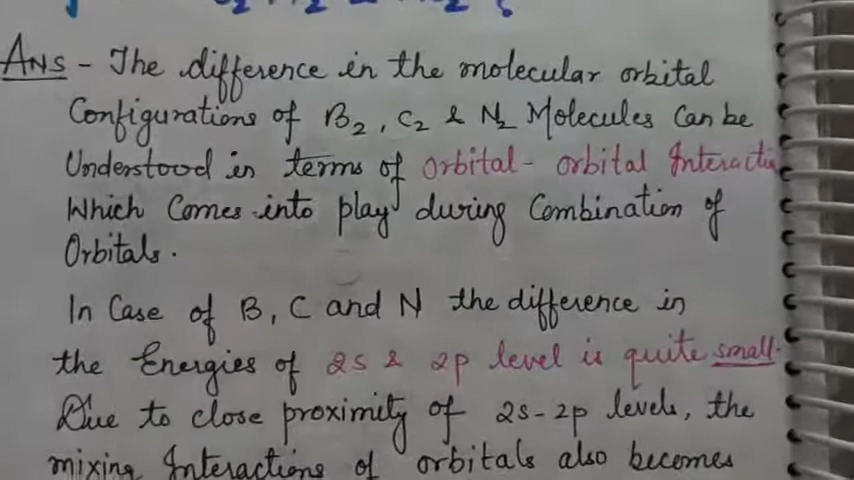 Ans - The difference in the molecular orbital
Configurations of B2, C2 & N2 Molecules Can be
Understood in terms of Orbital - orbital Interactio
Which Comes into play during Combination of
Orbitals.
In Case of B, C and N the difference in
the Energies of 2s & 2p level is quite small.
Due to close proximity of 2s-2p levels, the
mixing Interactions of orbitals also becomes